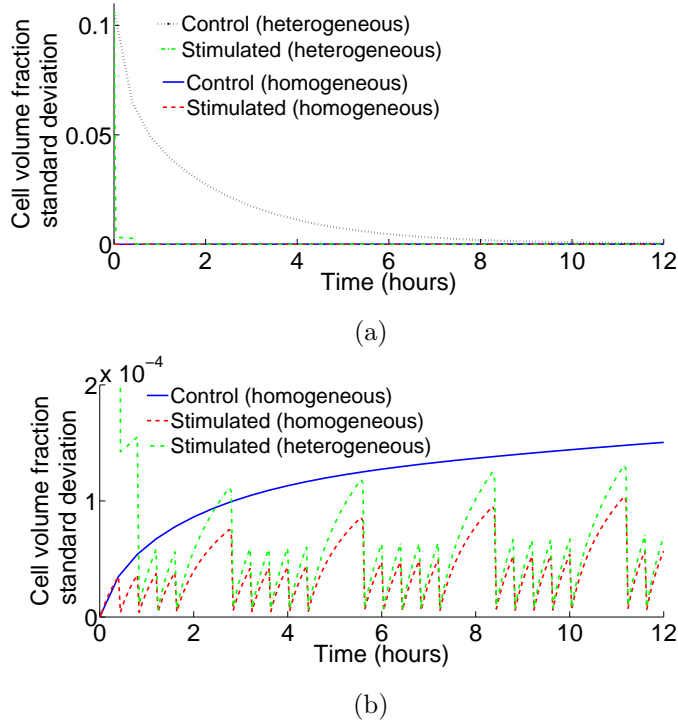 Cell volume fraction
standard deviation
0.1
0.05
0
Control (heterogeneous)
Stimulated (heterogeneous)
Control (homogeneous)
Stimulated (homogeneous)
0 2 4 6 8 10 12
Time (hours)
(a)
Cell volume fraction
standard deviation
x 10^-4
2
1
0
Control (homogeneous)
Stimulated (homogeneous)
Stimulated (heterogeneous)
0 2 4 6 8 10 12
Time (hours)
(b)